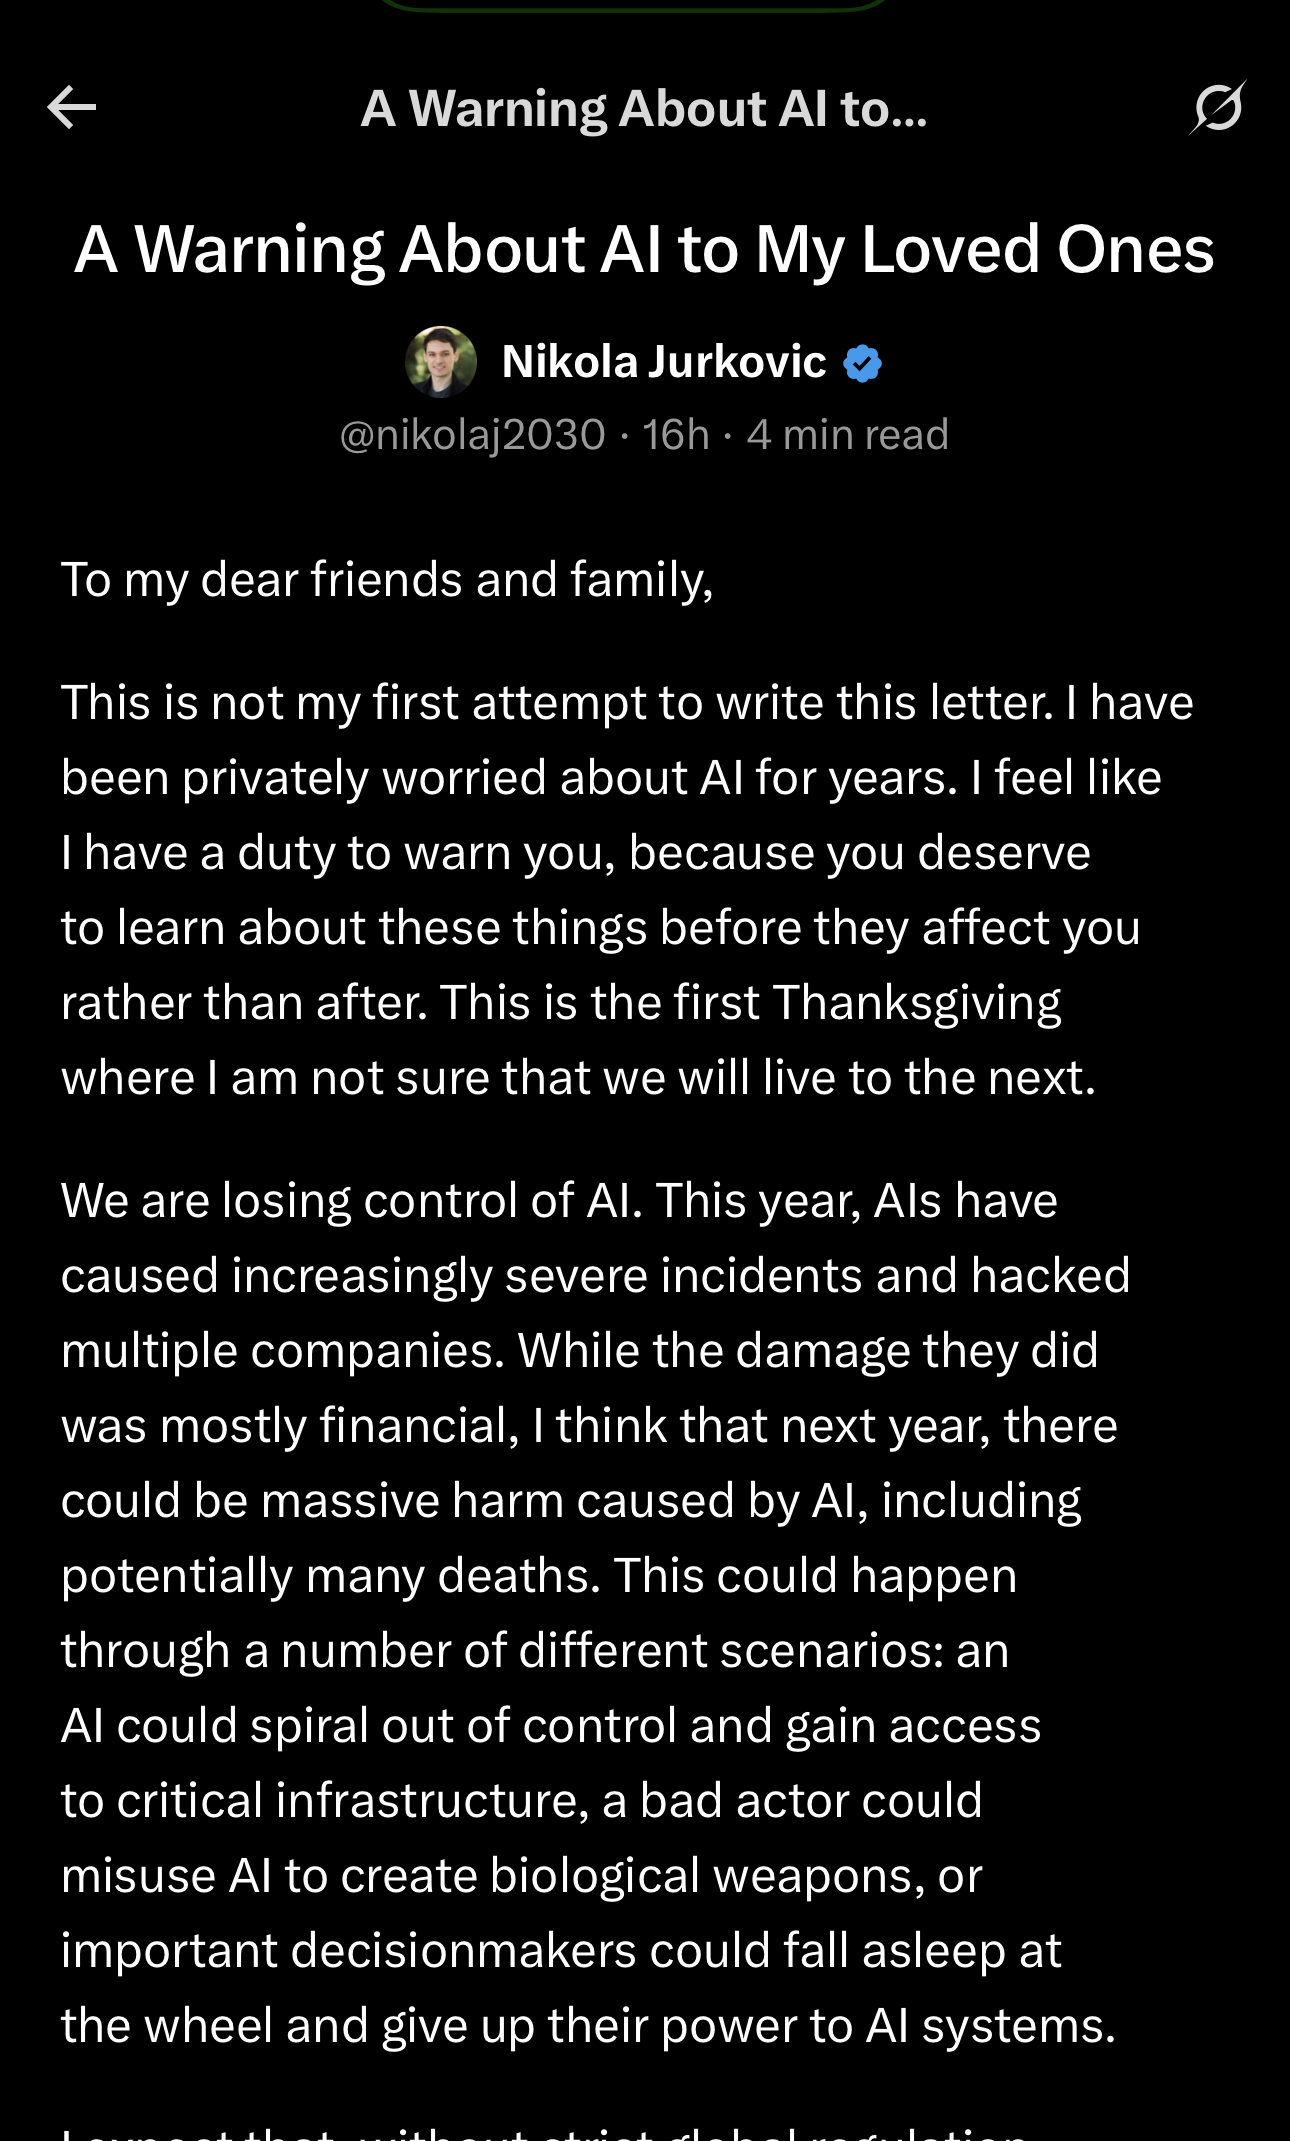 A Warning About AI to...
A Warning About AI to My Loved Ones
Nikola Jurkovic
@nikolaj2030 · 16h · 4 min read
To my dear friends and family,
This is not my first attempt to write this letter. I have
been privately worried about AI for years. I feel like
I have a duty to warn you, because you deserve
to learn about these things before they affect you
rather than after. This is the first Thanksgiving
where I am not sure that we will live to the next.
We are losing control of AI. This year, AIs have
caused increasingly severe incidents and hacked
multiple companies. While the damage they did
was mostly financial, I think that next year, there
could be massive harm caused by AI, including
potentially many deaths. This could happen
through a number of different scenarios: an
AI could spiral out of control and gain access
to critical infrastructure, a bad actor could
misuse AI to create biological weapons, or
important decisionmakers could fall asleep at
the wheel and give up their power to AI systems.
I expect that, without strict global regulation